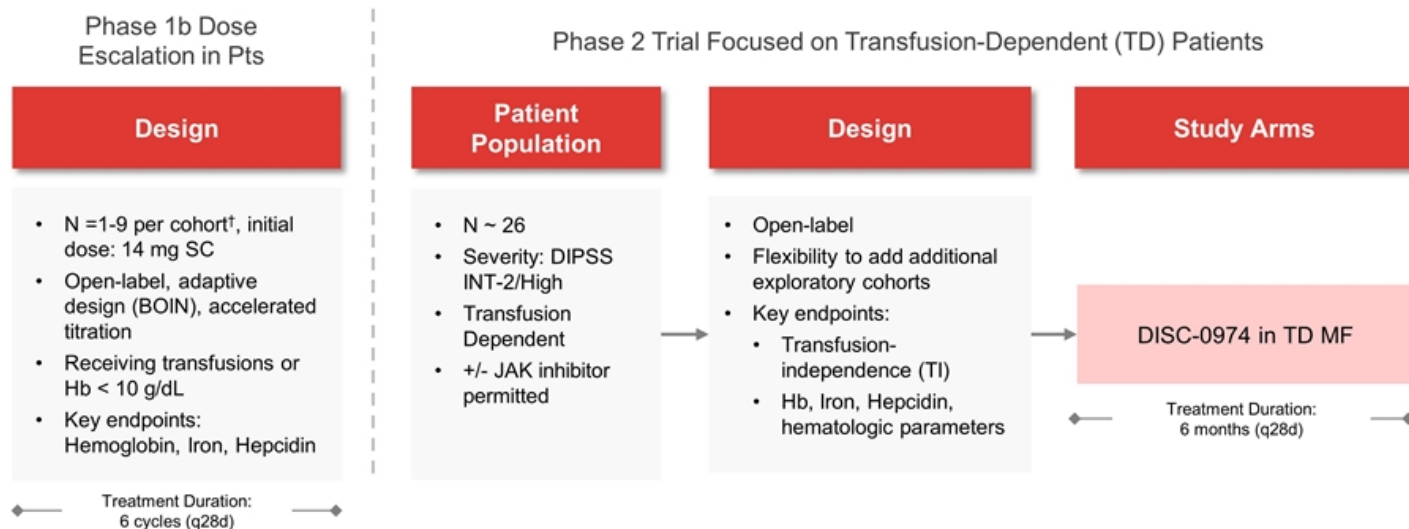 Phase 1b Dose
Escalation in Pts
Design
• N =1-9 per cohort†, initial
dose: 14 mg SC
• Open-label, adaptive
design (BOIN), accelerated
titration
• Receiving transfusions or
Hb < 10 g/dL
• Key endpoints:
Hemoglobin, Iron, Hepcidin
Treatment Duration:
6 cycles (q28d)
Phase 2 Trial Focused on Transfusion-Dependent (TD) Patients
Patient
Population
• N ~ 26
• Severity: DIPSS
INT-2/High
• Transfusion
Dependent
• +/- JAK inhibitor
permitted
Design
• Open-label
• Flexibility to add additional
exploratory cohorts
• Key endpoints:
• Transfusion-
independence (TI)
• Hb, Iron, Hepcidin,
hematologic parameters
Study Arms
DISC-0974 in TD MF
Treatment Duration:
6 months (q28d)